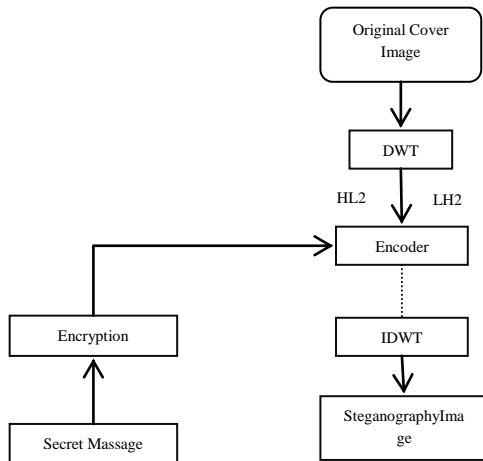 Original Cover
Image
DWT
HL2 LH2
Encoder
Encryption
IDWT
SteganographyIma
ge
Secret Massage